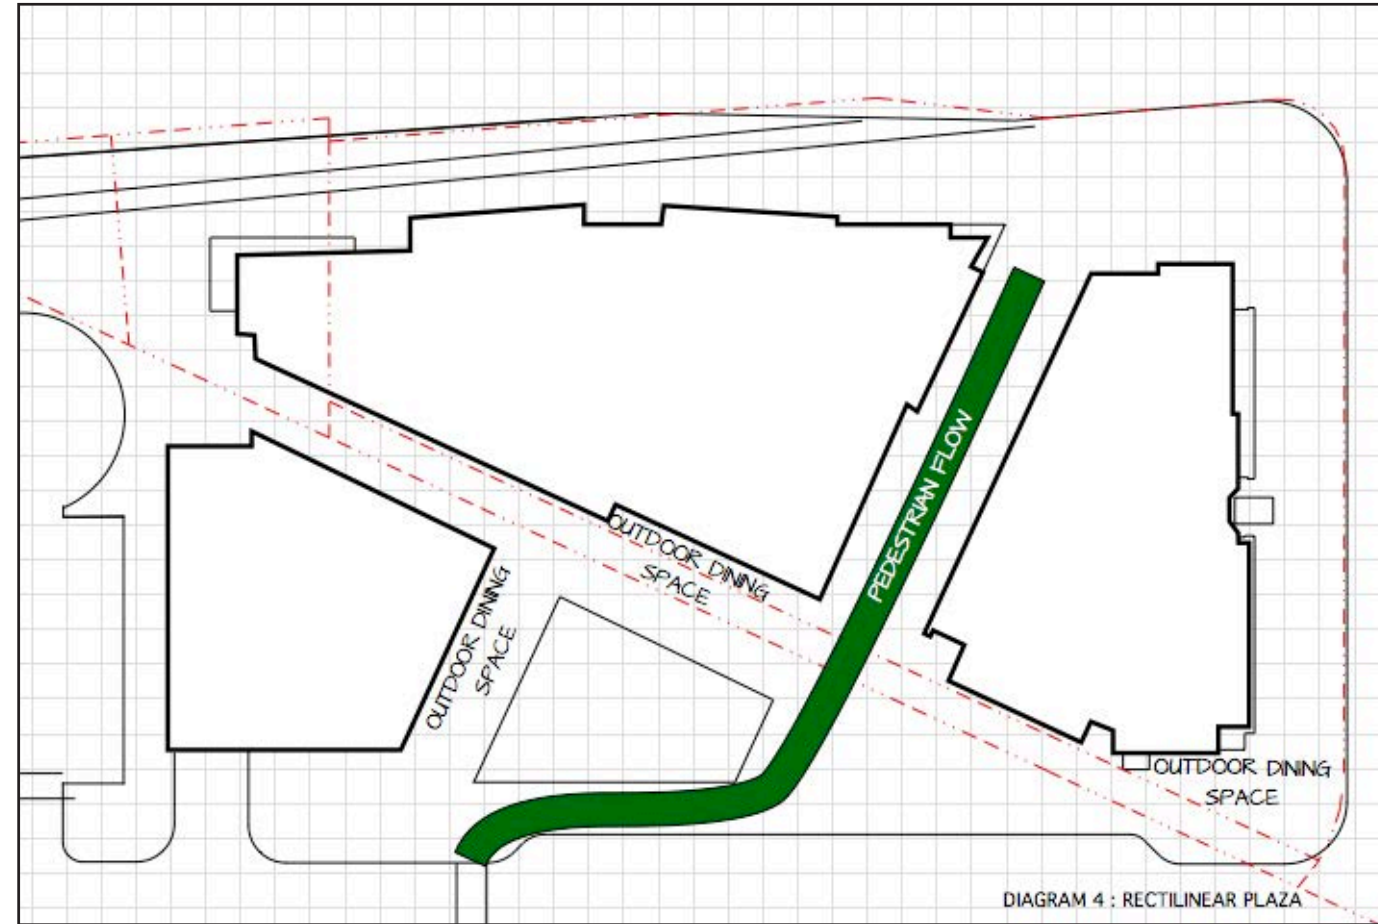 PEDESTRIAN FLOW
OUTDOOR DINING
SPACE
OUTDOOR DINING
SPACE
OUTDOOR DINING
SPACE
DIAGRAM 4 : RECTILINEAR PLAZA